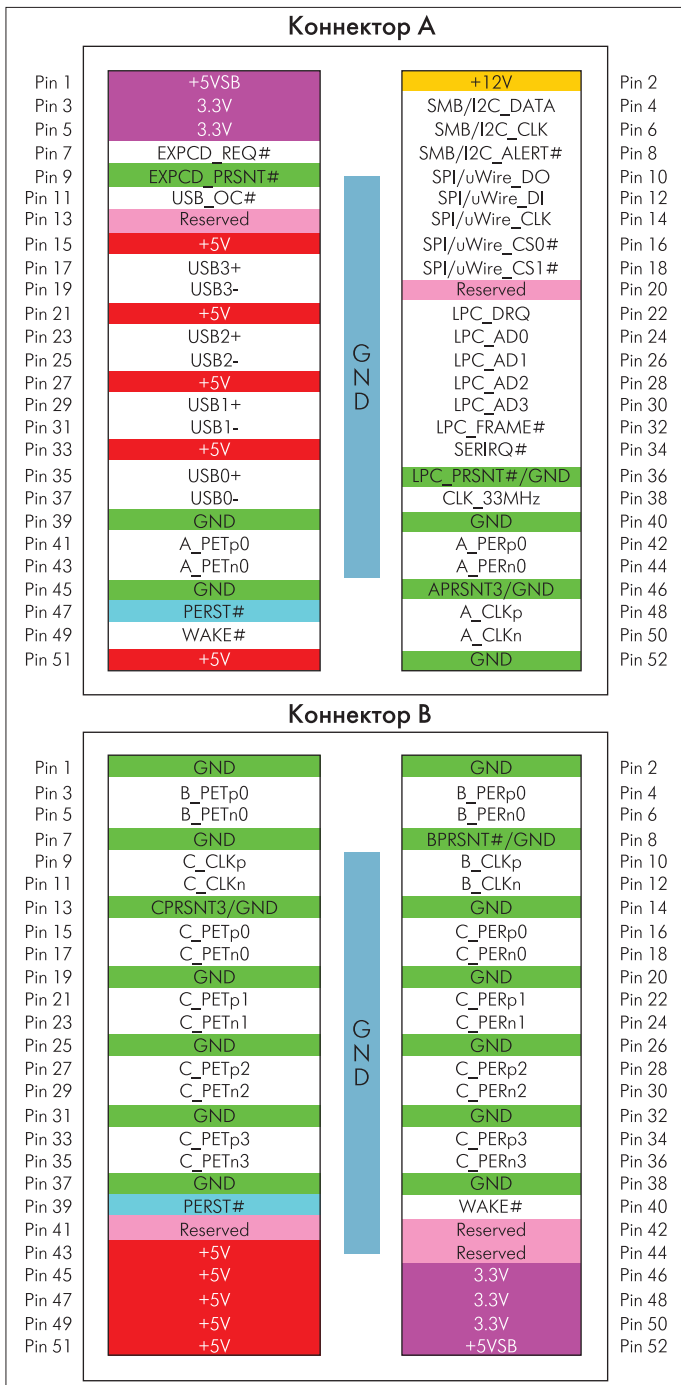 Коннектор A
Pin 1 +5VSB +12V Pin 2
Pin 3 3.3V SMB/I2C_DATA Pin 4
Pin 5 3.3V SMB/I2C_CLK Pin 6
Pin 7 EXPCD_REQ# SMB/I2C_ALERT# Pin 8
Pin 9 EXPCD_PRSNT# SPI/uWire_DO Pin 10
Pin 11 USB_OC# SPI/uWire_DI Pin 12
Pin 13 Reserved SPI/uWire_CLK Pin 14
Pin 15 +5V SPI/uWire_CS0# Pin 16
Pin 17 USB3+ SPI/uWire_CS1# Pin 18
Pin 19 USB3- Reserved Pin 20
Pin 21 +5V LPC_DRQ Pin 22
Pin 23 USB2+ LPC_AD0 Pin 24
Pin 25 USB2- LPC_AD1 Pin 26
Pin 27 +5V LPC_AD2 Pin 28
Pin 29 USB1+ LPC_AD3 Pin 30
Pin 31 USB1- LPC_FRAME# Pin 32
Pin 33 +5V SERIRQ# Pin 34
Pin 35 USB0+ LPC_PRSNT#/GND Pin 36
Pin 37 USB0- CLK_33MHz Pin 38
Pin 39 GND GND Pin 40
Pin 41 A_PETp0 A_PERp0 Pin 42
Pin 43 A_PETn0 A_PERn0 Pin 44
Pin 45 GND APRSNT3/GND Pin 46
Pin 47 PERST# A_CLKp Pin 48
Pin 49 WAKE# A_CLKn Pin 50
Pin 51 +5V GND Pin 52
GND
Коннектор B
Pin 1 GND GND Pin 2
Pin 3 B_PETp0 B_PERp0 Pin 4
Pin 5 B_PETn0 B_PERn0 Pin 6
Pin 7 GND BPRSNT#/GND Pin 8
Pin 9 C_CLKp B_CLKp Pin 10
Pin 11 C_CLKn B_CLKn Pin 12
Pin 13 CPRSNT3/GND GND Pin 14
Pin 15 C_PETp0 C_PERp0 Pin 16
Pin 17 C_PETn0 C_PERn0 Pin 18
Pin 19 GND GND Pin 20
Pin 21 C_PETp1 C_PERp1 Pin 22
Pin 23 C_PETn1 C_PERn1 Pin 24
Pin 25 GND GND Pin 26
Pin 27 C_PETp2 C_PERp2 Pin 28
Pin 29 C_PETn2 C_PERn2 Pin 30
Pin 31 GND GND Pin 32
Pin 33 C_PETp3 C_PERp3 Pin 34
Pin 35 C_PETn3 C_PERn3 Pin 36
Pin 37 GND GND Pin 38
Pin 39 PERST# WAKE# Pin 40
Pin 41 Reserved Reserved Pin 42
Pin 43 +5V Reserved Pin 44
Pin 45 +5V 3.3V Pin 46
Pin 47 +5V 3.3V Pin 48
Pin 49 +5V 3.3V Pin 50
Pin 51 +5V +5VSB Pin 52
GND